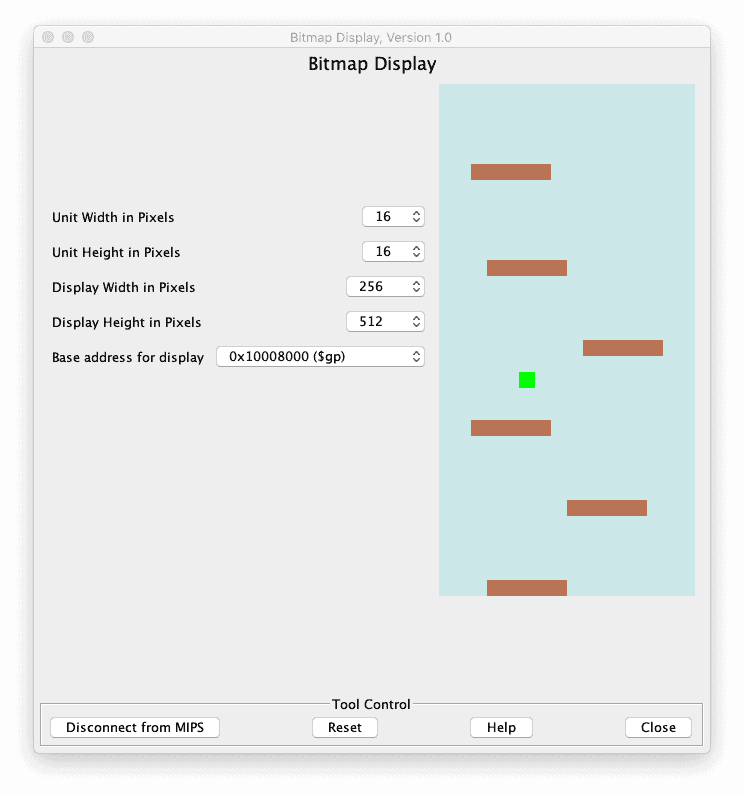 Bitmap Display, Version 1.0
Bitmap Display
Unit Width in Pixels 16
Unit Height in Pixels 16
Display Width in Pixels 256
Display Height in Pixels 512
Base address for display 0x10008000 ($gp)
Tool Control
Disconnect from MIPS Reset Help Close